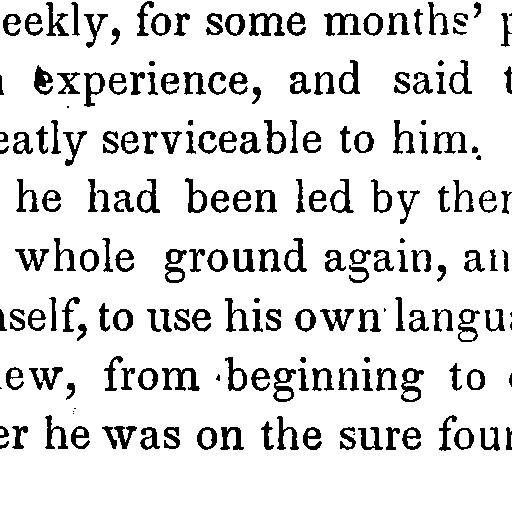 eekly, for some months'
experience, and said
eatly serviceable to him.
he had been led by ther
whole ground again, an
self, to use his own langua
ew, from beginning to
er he was on the sure four